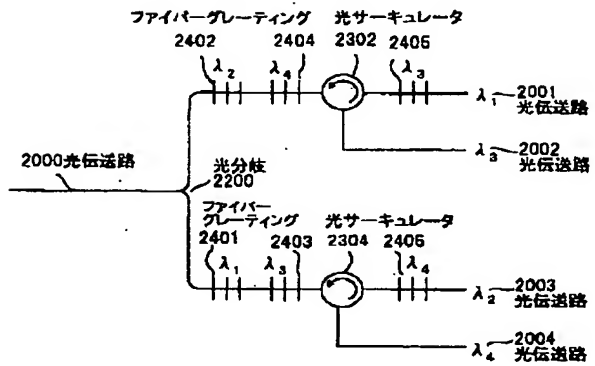 ファイバーグレーティング 光サーキュレータ
2402 2404 2302 2405
λ2 λ4 λ3
λ1 2001
光伝送路
2000光伝送路
λ3 2002
光伝送路
光分岐
2200
ファイバー
グレーティング 光サーキュレータ
2401 2403 2304 2406
λ1 λ3 λ4
λ2 2003
光伝送路
λ4 2004
光伝送路